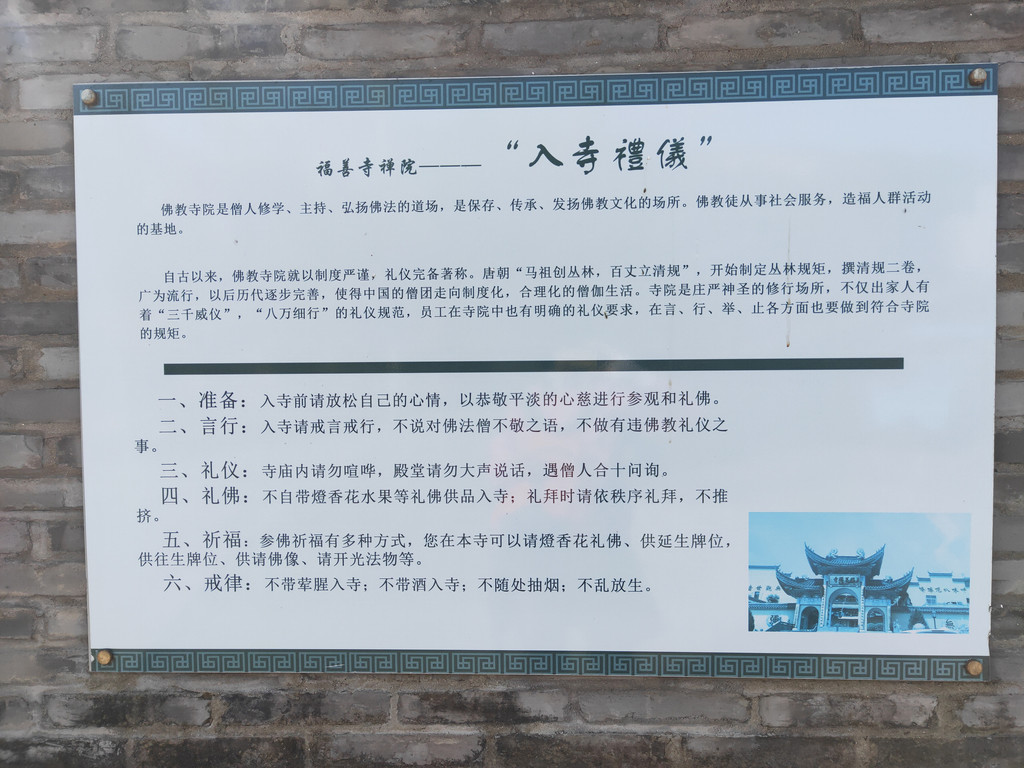 福善寺禅院——— “入寺禮儀”
佛教寺院是僧人修学、主持、弘扬佛法的道场，是保存、传承、发扬佛教文化的场所。佛教徒从事社会服务，造福人群活动
的基地。
自古以来，佛教寺院就以制度严谨，礼仪完备著称。唐朝“马祖创丛林，百丈立清规”，开始制定丛林规矩，撰清规二卷，
广为流行，以后历代逐步完善，使得中国的僧团走向制度化，合理化的僧伽生活。寺院是庄严神圣的修行场所，不仅出家人有
着“三千威仪”，“八万细行”的礼仪规范，员工在寺院中也有明确的礼仪要求，在言、行、举、止各方面也要做到符合寺院
的规矩。
一、准备：入寺前请放松自己的心情，以恭敬平淡的心慈进行参观和礼佛。
二、言行：入寺请戒言戒行，不说对佛法僧不敬之语，不做有违佛教礼仪之
事。
三、礼仪：寺庙内请勿喧哗，殿堂请勿大声说话，遇僧人合十问询。
四、礼佛：不自带燈香花水果等礼佛供品入寺；礼拜时请依秩序礼拜，不推
挤。
五、祈福：参佛祈福有多种方式，您在本寺可以请燈香花礼佛、供延生牌位，
供往生牌位、供请佛像、请开光法物等。
六、戒律：不带荤腥入寺；不带酒入寺；不随处抽烟；不乱放生。